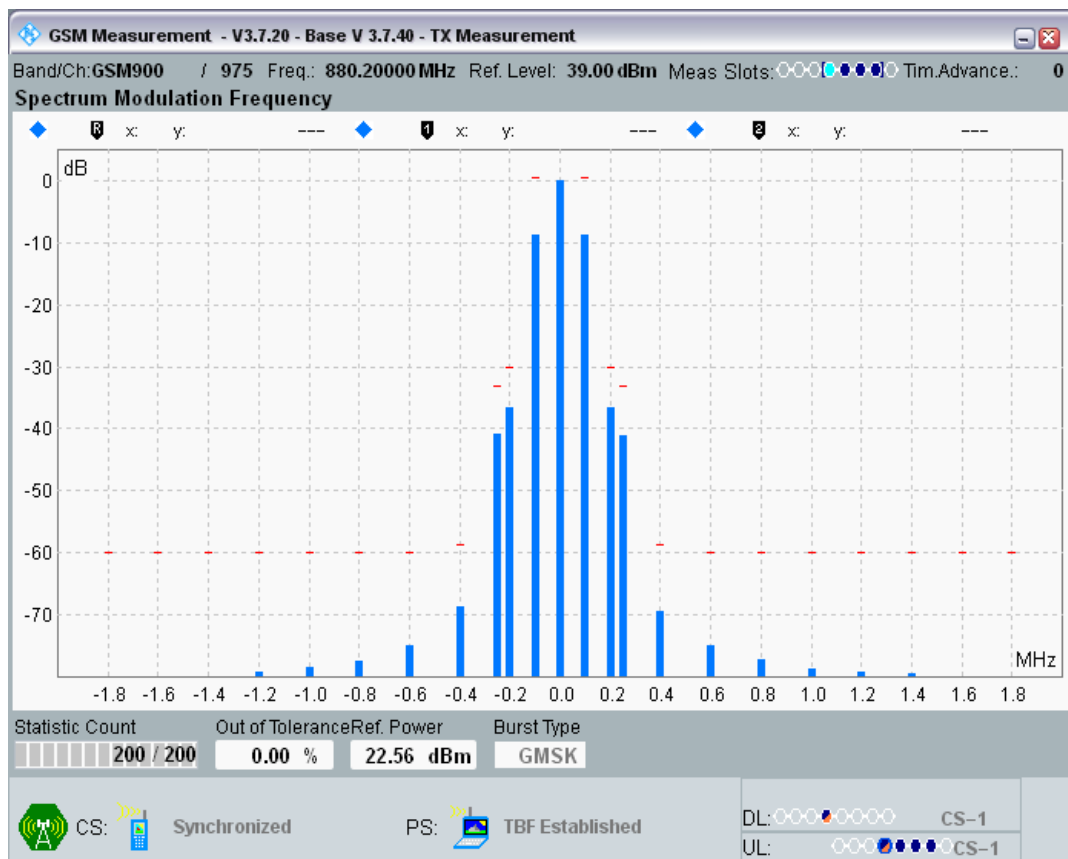 GSM Measurement - V3.7.20 - Base V 3.7.40 - TX Measurement
Band/Ch:GSM900 / 975 Freq.: 880.20000 MHz Ref. Level: 39.00 dBm Meas Slots: Tim.Advance.: 0
Spectrum Modulation Frequency
R x: y: --- 1 x: y: --- 2 x: y: ---
dB
0
-10
-20
-30
-40
-50
-60
-70
MHz
-1.8 -1.6 -1.4 -1.2 -1.0 -0.8 -0.6 -0.4 -0.2 0.0 0.2 0.4 0.6 0.8 1.0 1.2 1.4 1.6 1.8
Statistic Count Out of Tolerance Ref. Power Burst Type
200 / 200 0.00 % 22.56 dBm GMSK
CS: Synchronized PS: TBF Established
DL: CS-1
UL: CS-1